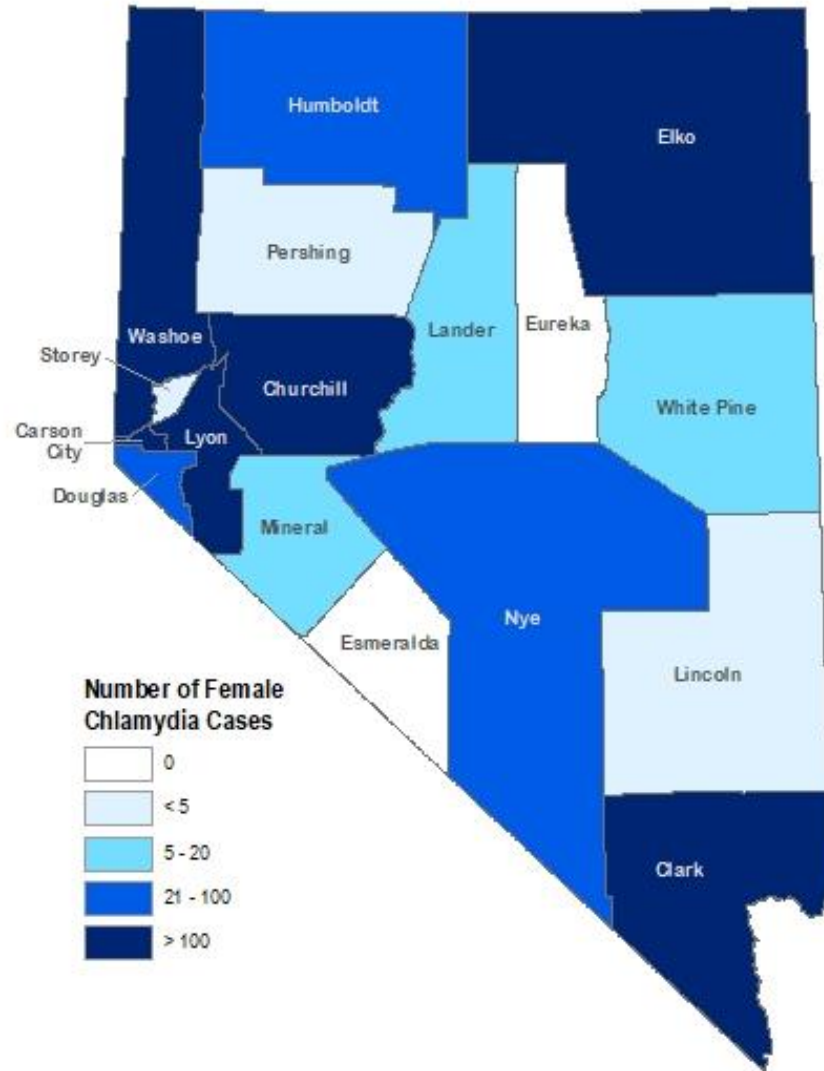 Humboldt
Elko
Pershing
Lander
Eureka
Washoe
Storey
Churchill
White Pine
Carson
City
Lyon
Douglas
Mineral
Nye
Esmeralda
Lincoln
Clark
Number of Female
Chlamydia Cases
0
< 5
5 - 20
21 - 100
> 100